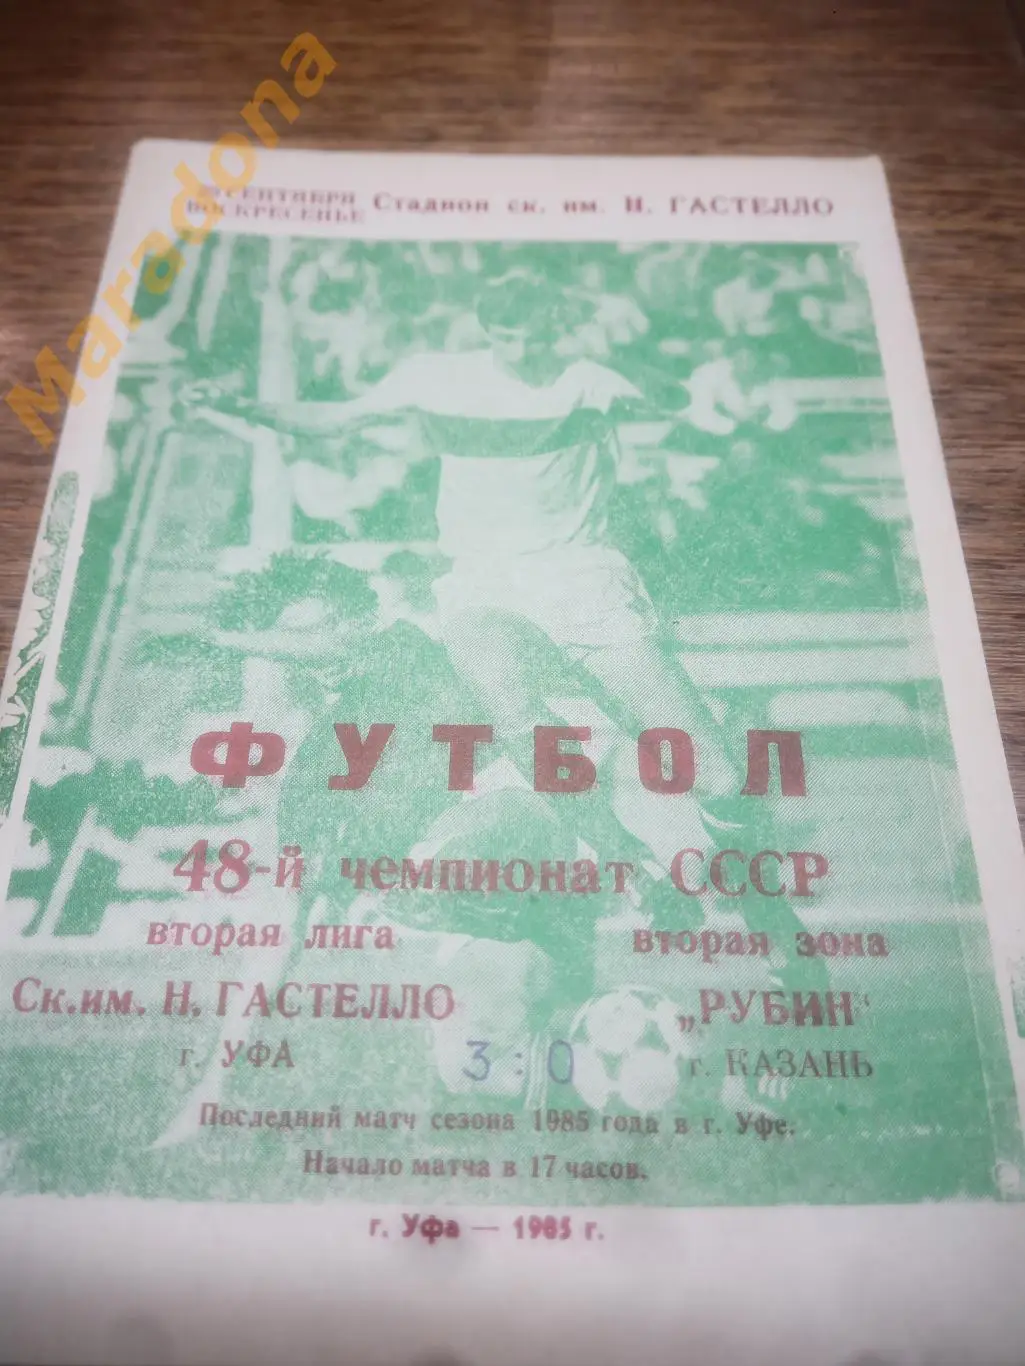 Maradona
СЕНТЯБРЯ
ВОСКРЕСЕНЬЕ
Стадион ск. им. Н. ГАСТЕЛЛО
ФУТБОЛ
48-й чемпионат СССР
вторая лига вторая зона
Ск.им. Н. ГАСТЕЛЛО „РУБИН“
г. УФА 3:0 г. КАЗАНЬ
Последний матч сезона 1985 года в г. Уфе.
Начало матча в 17 часов.
г. Уфа — 1985 г.